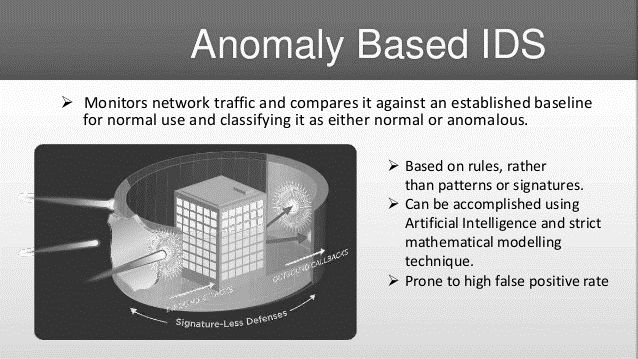 Anomaly Based IDS
➢ Monitors network traffic and compares it against an established baseline
for normal use and classifying it as either normal or anomalous.
➢ Based on rules, rather
than patterns or signatures.
➢ Can be accomplished using
Artificial Intelligence and strict
mathematical modelling
technique.
➢ Prone to high false positive rate
OUTBOUND CALLBACKS
Signature-Less Defenses